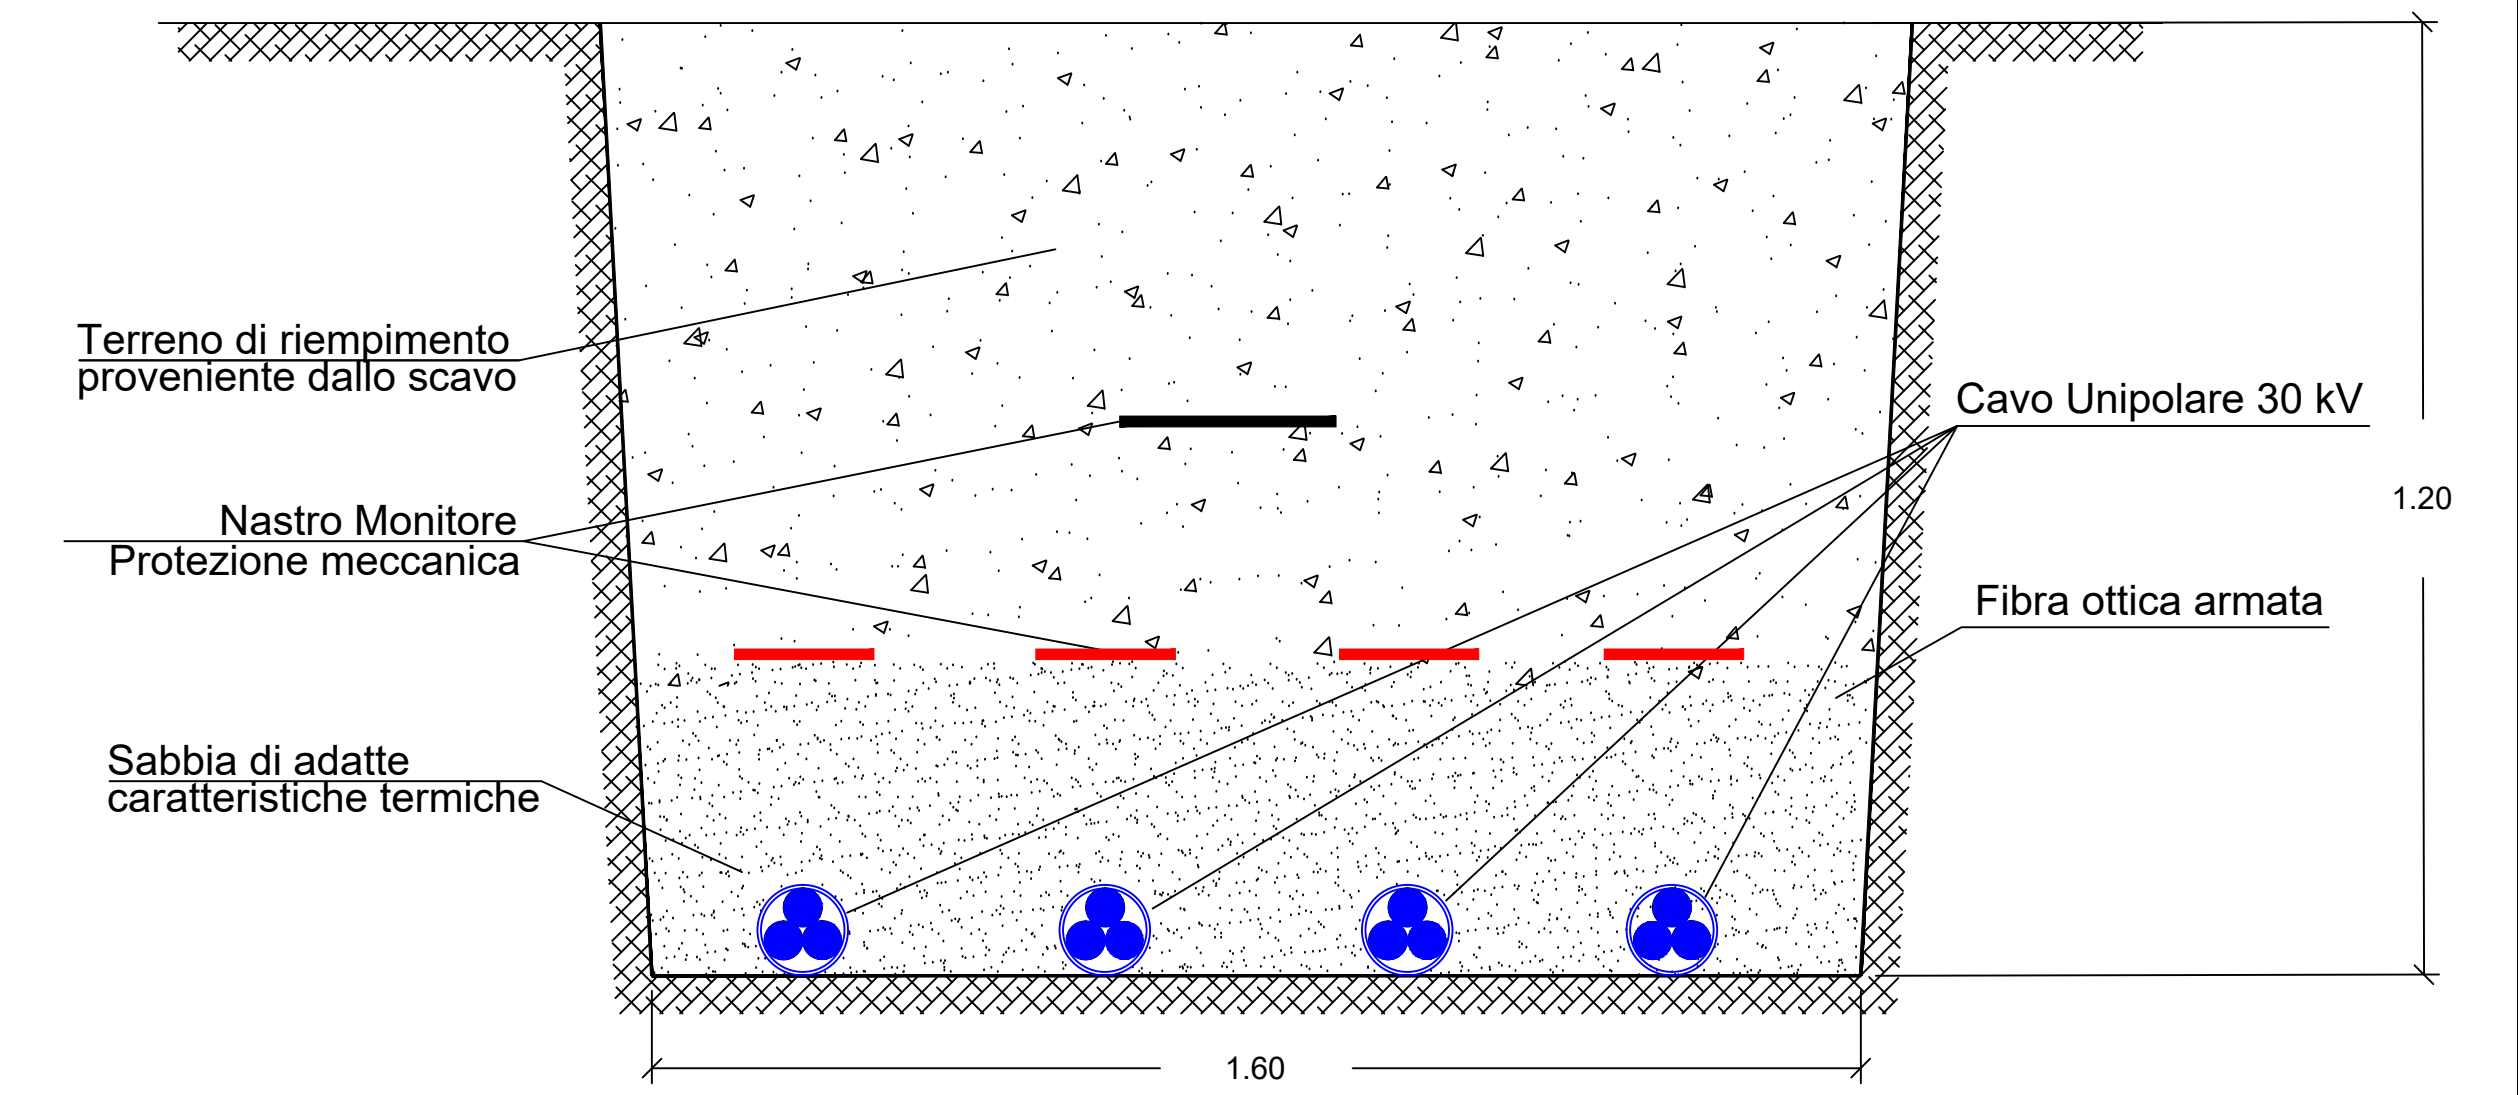 Terreno di riempimento
proveniente dallo scavo
Cavo Unipolare 30 kV
1.20
Nastro Monitore
Protezione meccanica
Fibra ottica armata
Sabbia di adatte
caratteristiche termiche
1.60